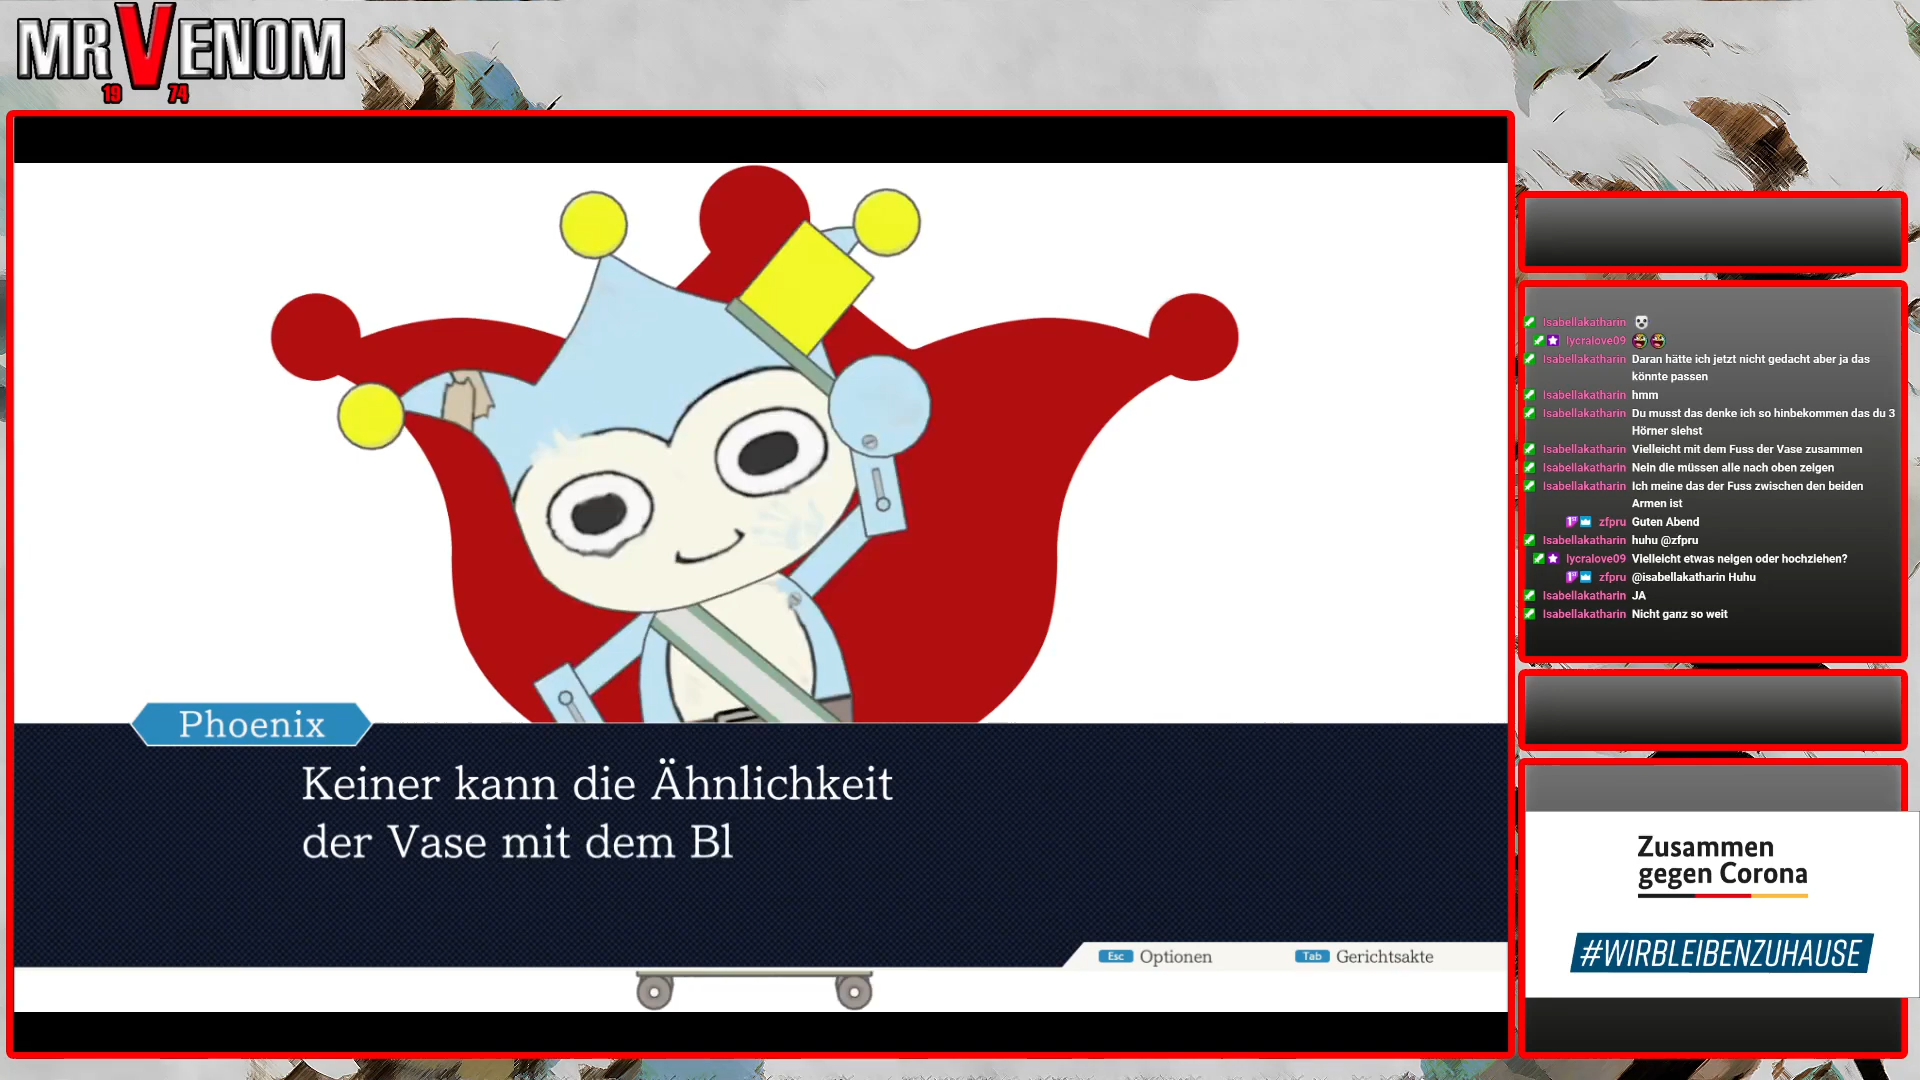 MRVENOM
19 74
Phoenix
Keiner kann die Ähnlichkeit
der Vase mit dem Bl
Esc Optionen
Tab Gerichtsakte
Isabellakatharin
lycralove09
Isabellakatharin Daran hätte ich jetzt nicht gedacht aber ja das
könnte passen
Isabellakatharin hmm
Isabellakatharin Du musst das denke ich so hinbekommen das du 3
Hörner siehst
Isabellakatharin Vielleicht mit dem Fuss der Vase zusammen
Isabellakatharin Nein die müssen alle nach oben zeigen
Isabellakatharin Ich meine das der Fuss zwischen den beiden
Armen ist
zfpru Guten Abend
Isabellakatharin huhu @zfpru
lycralove09 Vielleicht etwas neigen oder hochziehen?
zfpru @isabellakatharin Huhu
Isabellakatharin JA
Isabellakatharin Nicht ganz so weit
Zusammen
gegen Corona
#WIRBLEIBENZUHAUSE